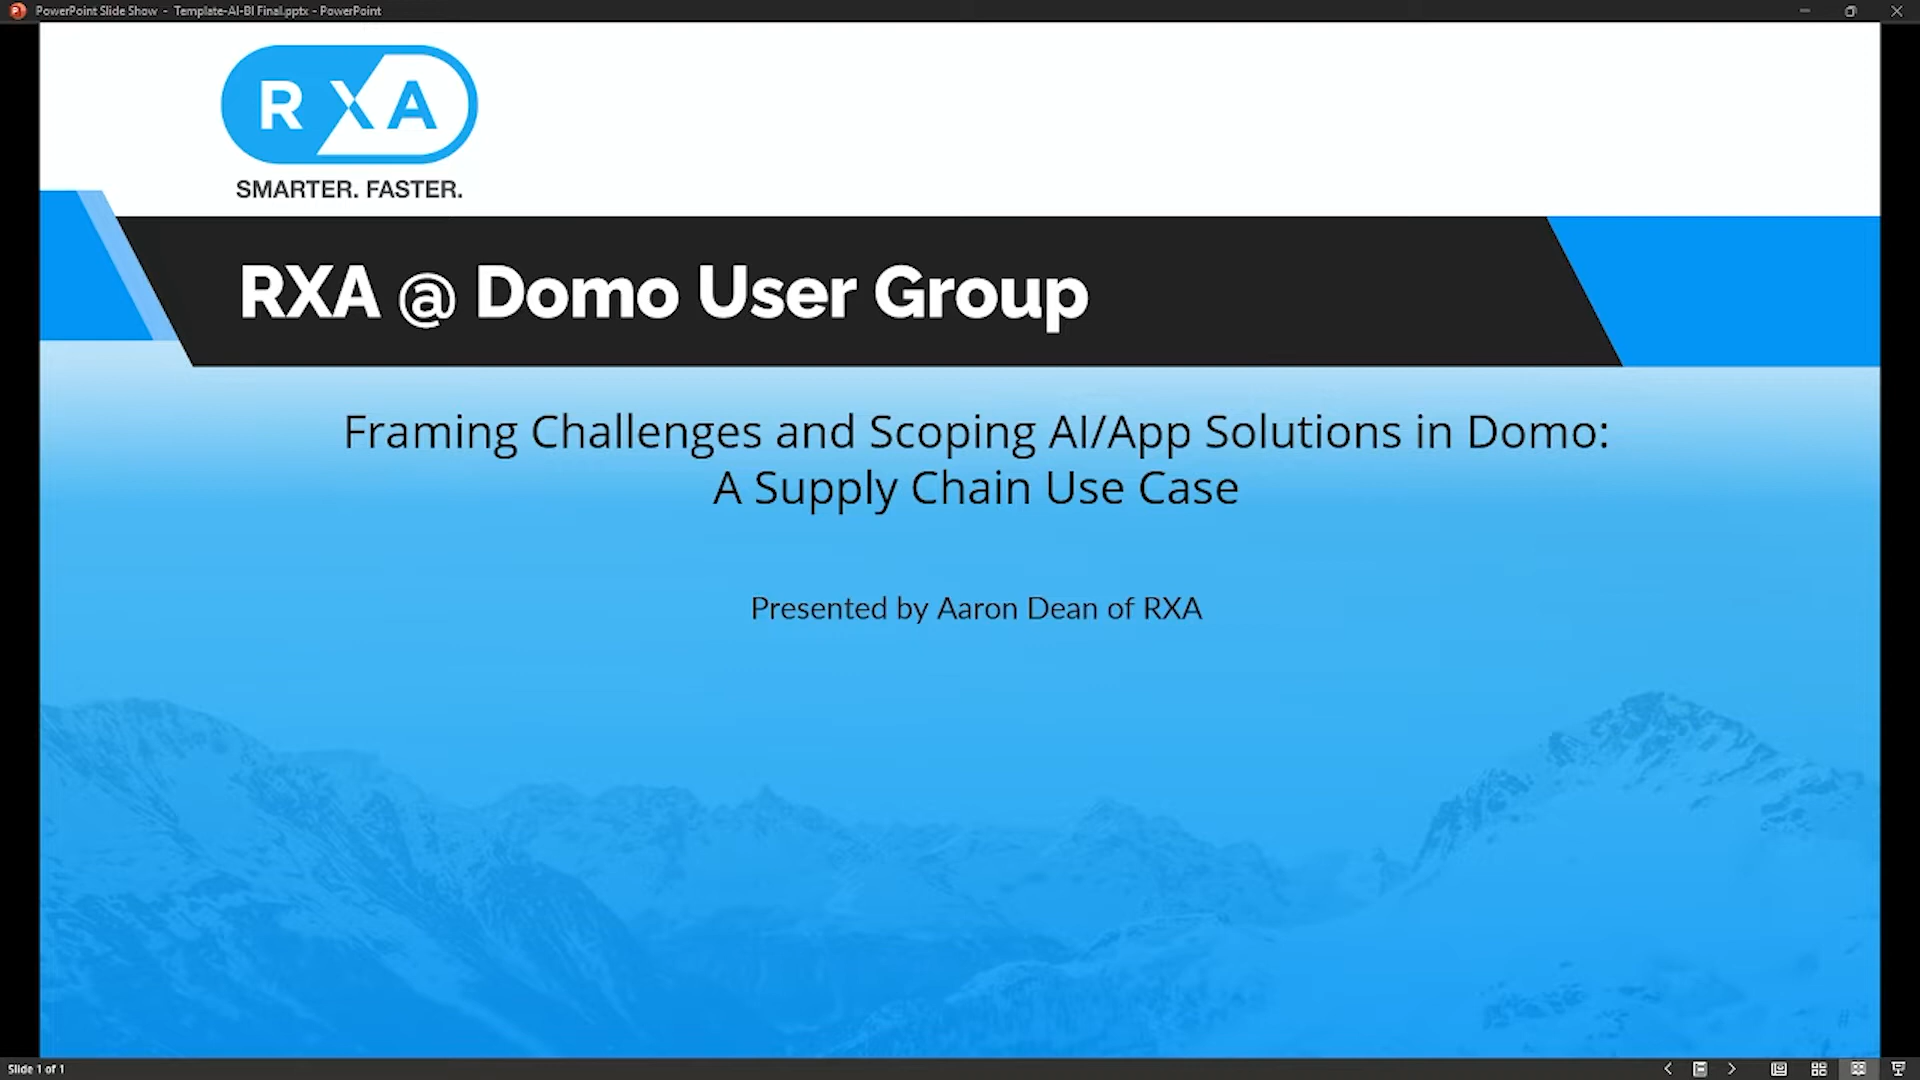 PowerPoint Slide Show - Template-AI-BI Final.pptx - PowerPoint
RXA
SMARTER. FASTER.
RXA @ Domo User Group
Framing Challenges and Scoping AI/App Solutions in Domo:
A Supply Chain Use Case
Presented by Aaron Dean of RXA
Slide 1 of 1